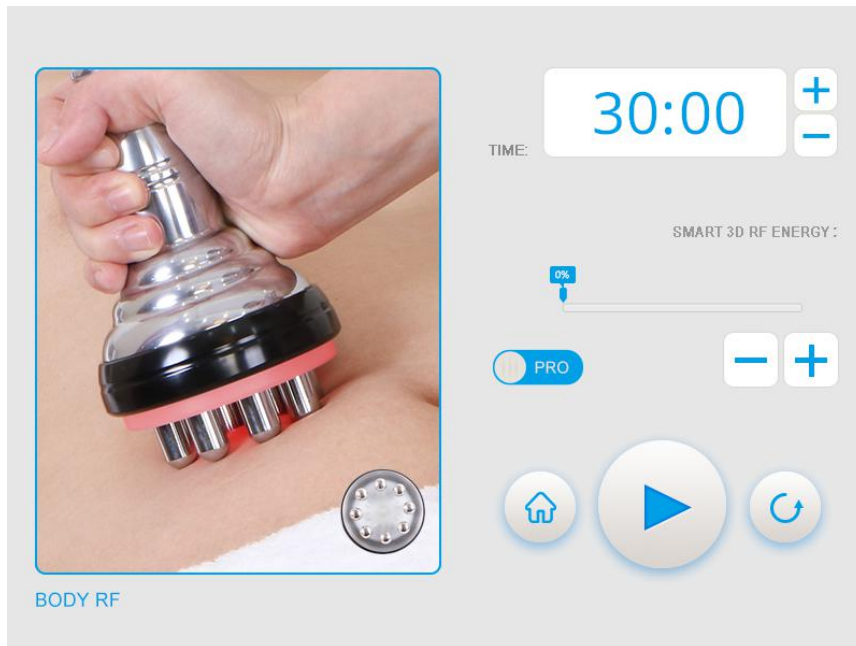 30:00
TIME:
SMART 3D RF ENERGY:
0%
PRO
BODY RF